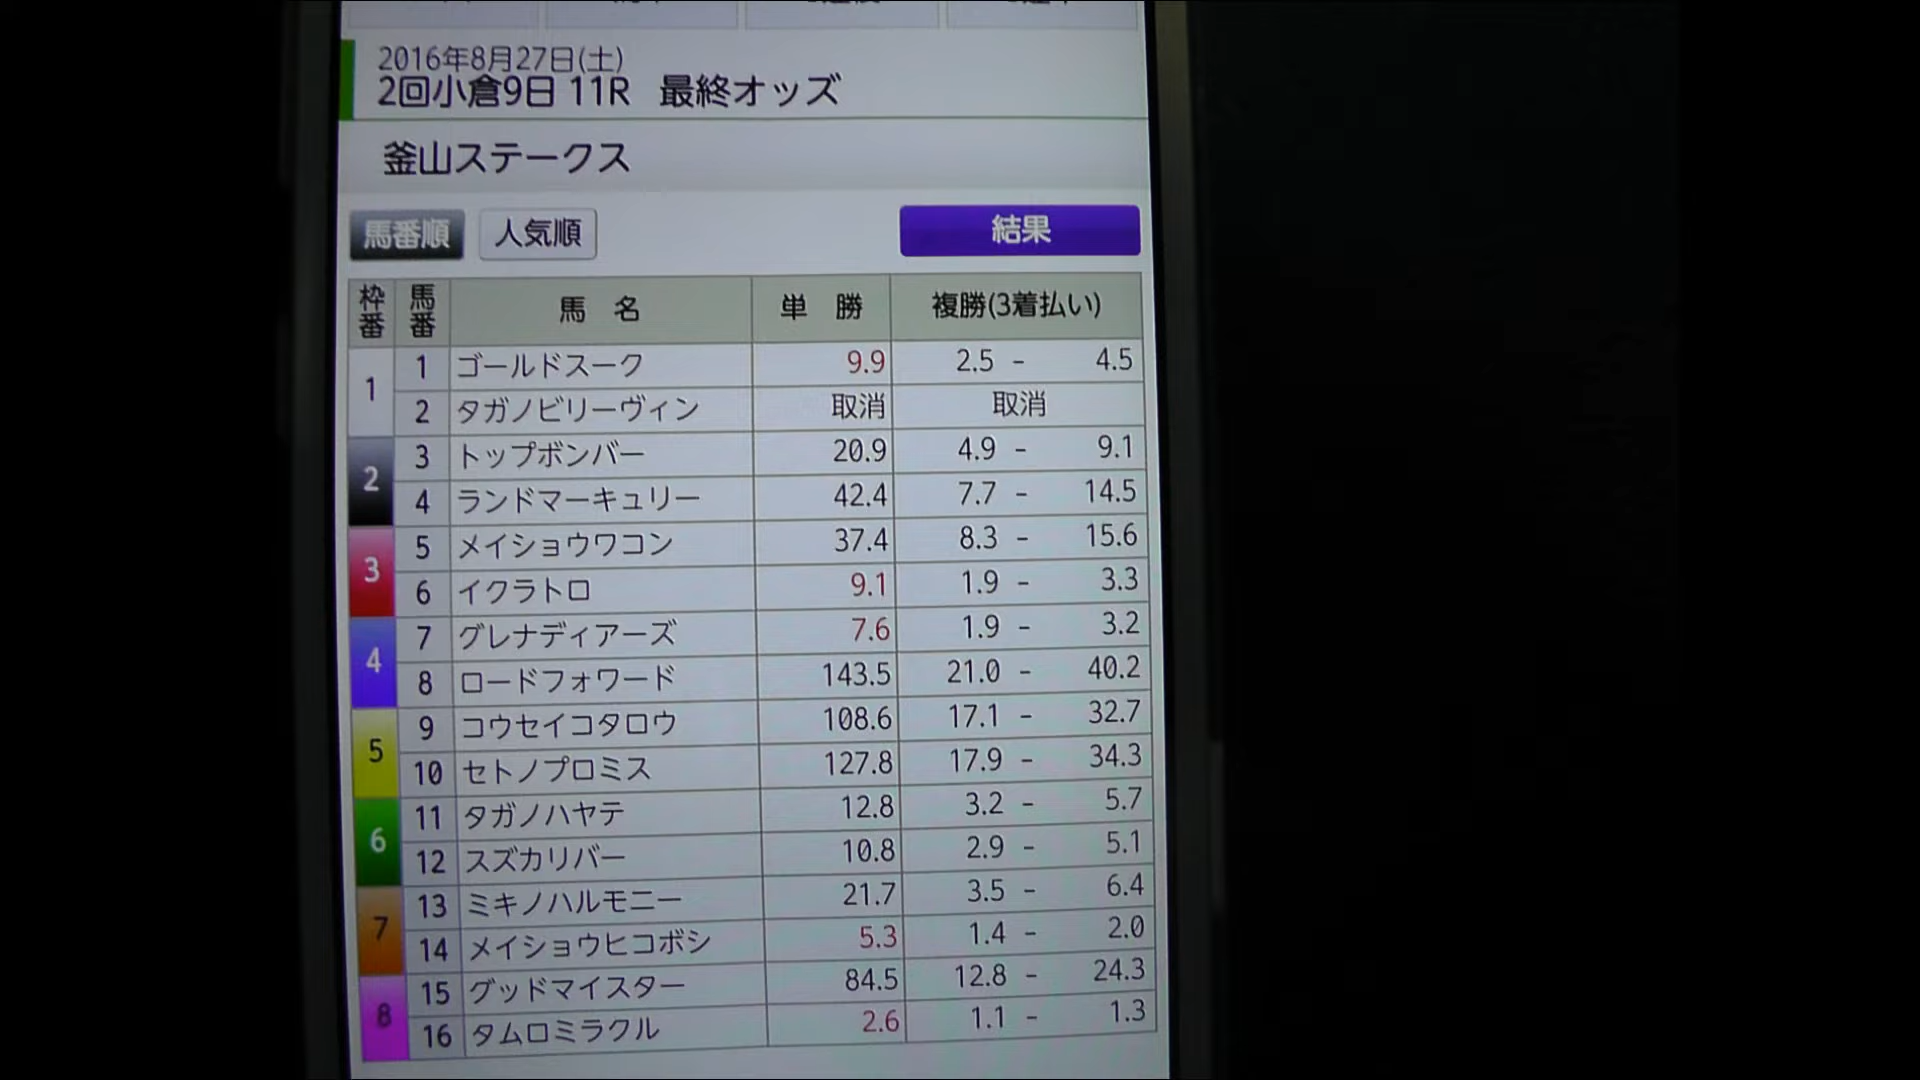 2016年8月27日(土)
2回小倉9日 11R 最終オッズ
釜山ステークス
馬番順 人気順 結果
枠番 馬番 馬名 単勝 複勝(3着払い)
1 1 ゴールドスーク 9.9 2.5 - 4.5
2 タガノビリーヴィン 取消 取消
2 3 トップボンバー 20.9 4.9 - 9.1
4 ランドマーキュリー 42.4 7.7 - 14.5
3 5 メイショウワコン 37.4 8.3 - 15.6
6 イクラトロ 9.1 1.9 - 3.3
4 7 グレナディアーズ 7.6 1.9 - 3.2
8 ロードフォワード 143.5 21.0 - 40.2
5 9 コウセイコタロウ 108.6 17.1 - 32.7
10 セトノプロミス 127.8 17.9 - 34.3
6 11 タガノハヤテ 12.8 3.2 - 5.7
12 スズカリバー 10.8 2.9 - 5.1
7 13 ミキノハルモニー 21.7 3.5 - 6.4
14 メイショウヒコボシ 5.3 1.4 - 2.0
8 15 グッドマイスター 84.5 12.8 - 24.3
16 タムロミラクル 2.6 1.1 - 1.3